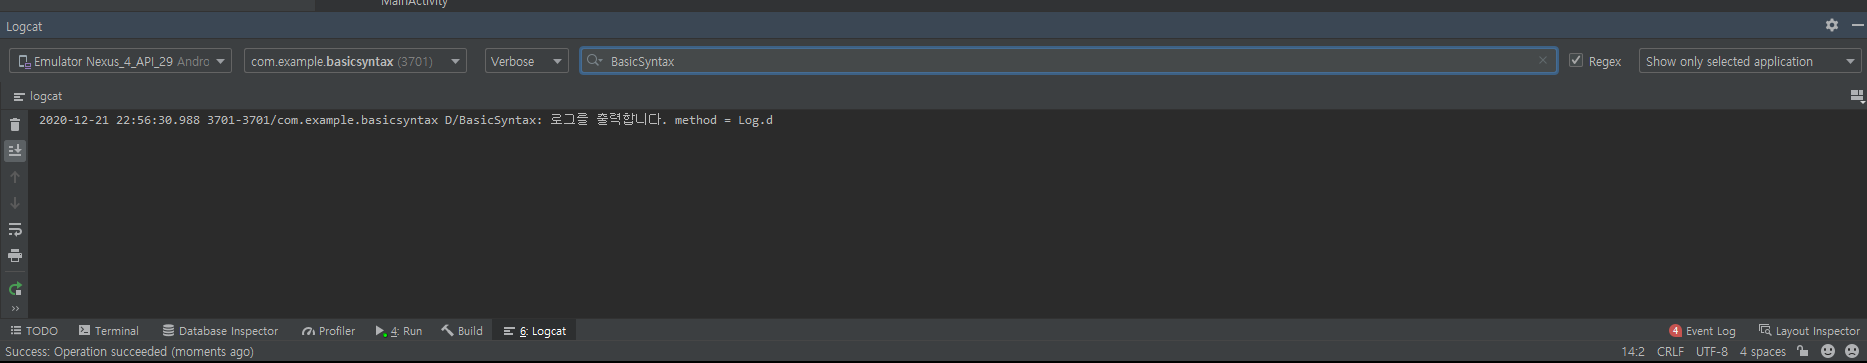 MainActivity
Logcat
Emulator Nexus_4_API_29 Andro
com.example.basicsyntax (3701)
Verbose
BasicSyntax
Regex
Show only selected application
logcat
2020-12-21 22:56:30.988 3701-3701/com.example.basicsyntax D/BasicSyntax: 로그을 출력합니다. method = Log.d
TODO
Terminal
Database Inspector
Profiler
4: Run
Build
6: Logcat
4 Event Log
Layout Inspector
Success: Operation succeeded (moments ago)
14:2
CRLF
UTF-8
4 spaces